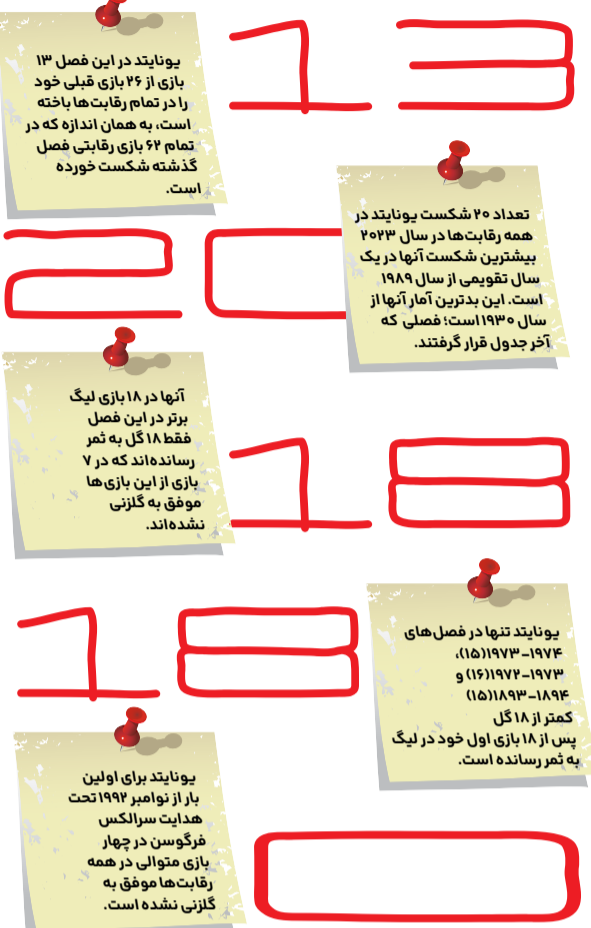 یونایتد در این فصل ۱۳
بازی از ۲۶ بازی قبلی خود
را در تمام رقابت‌ها باخته
است، به همان اندازه که در
تمام ۶۲ بازی رقابتی فصل
گذشته شکست خورده
است.
13
تعداد ۲۰ شکست یونایتد در
همه رقابت‌ها در سال ۲۰۲۳
بیشترین شکست آنها در یک
سال تقویمی از سال ۱۹۸۹
است. این بدترین آمار آنها از
سال ۱۹۳۰ است؛ فصلی که
آخر جدول قرار گرفتند.
20
آنها در ۱۸ بازی لیگ
برتر در این فصل
فقط ۱۸ گل به ثمر
رسانده‌اند که در ۷
بازی از این بازی‌ها
موفق به گلزنی
نشده‌اند.
18
یونایتد تنها در فصل‌های
۱۹۷۳-۱۹۷۴(۱۵)،
۱۹۷۲-۱۹۷۳(۱۶) و
۱۸۹۳-۱۸۹۴(۱۵)
کمتر از ۱۸ گل
پس از ۱۸ بازی اول خود در لیگ
به ثمر رسانده است.
18
یونایتد برای اولین
بار از نوامبر ۱۹۹۲ تحت
هدایت سرالکس
فرگوسن در چهار
بازی متوالی در همه
رقابت‌ها موفق به
گلزنی نشده است.
0